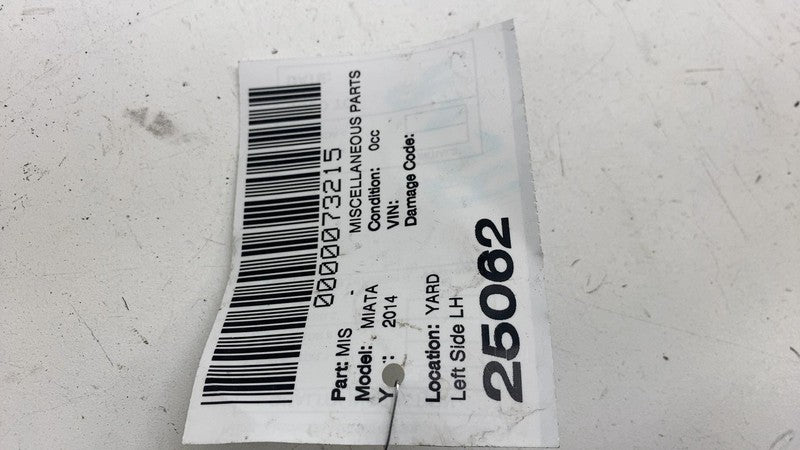 0000073215
Part: MIS - MISCELLANEOUS PARTS
Model: MIATA Condition: 0cc
Y r: 2014 VIN:
Damage Code:
Location: YARD
Left Side LH
25062